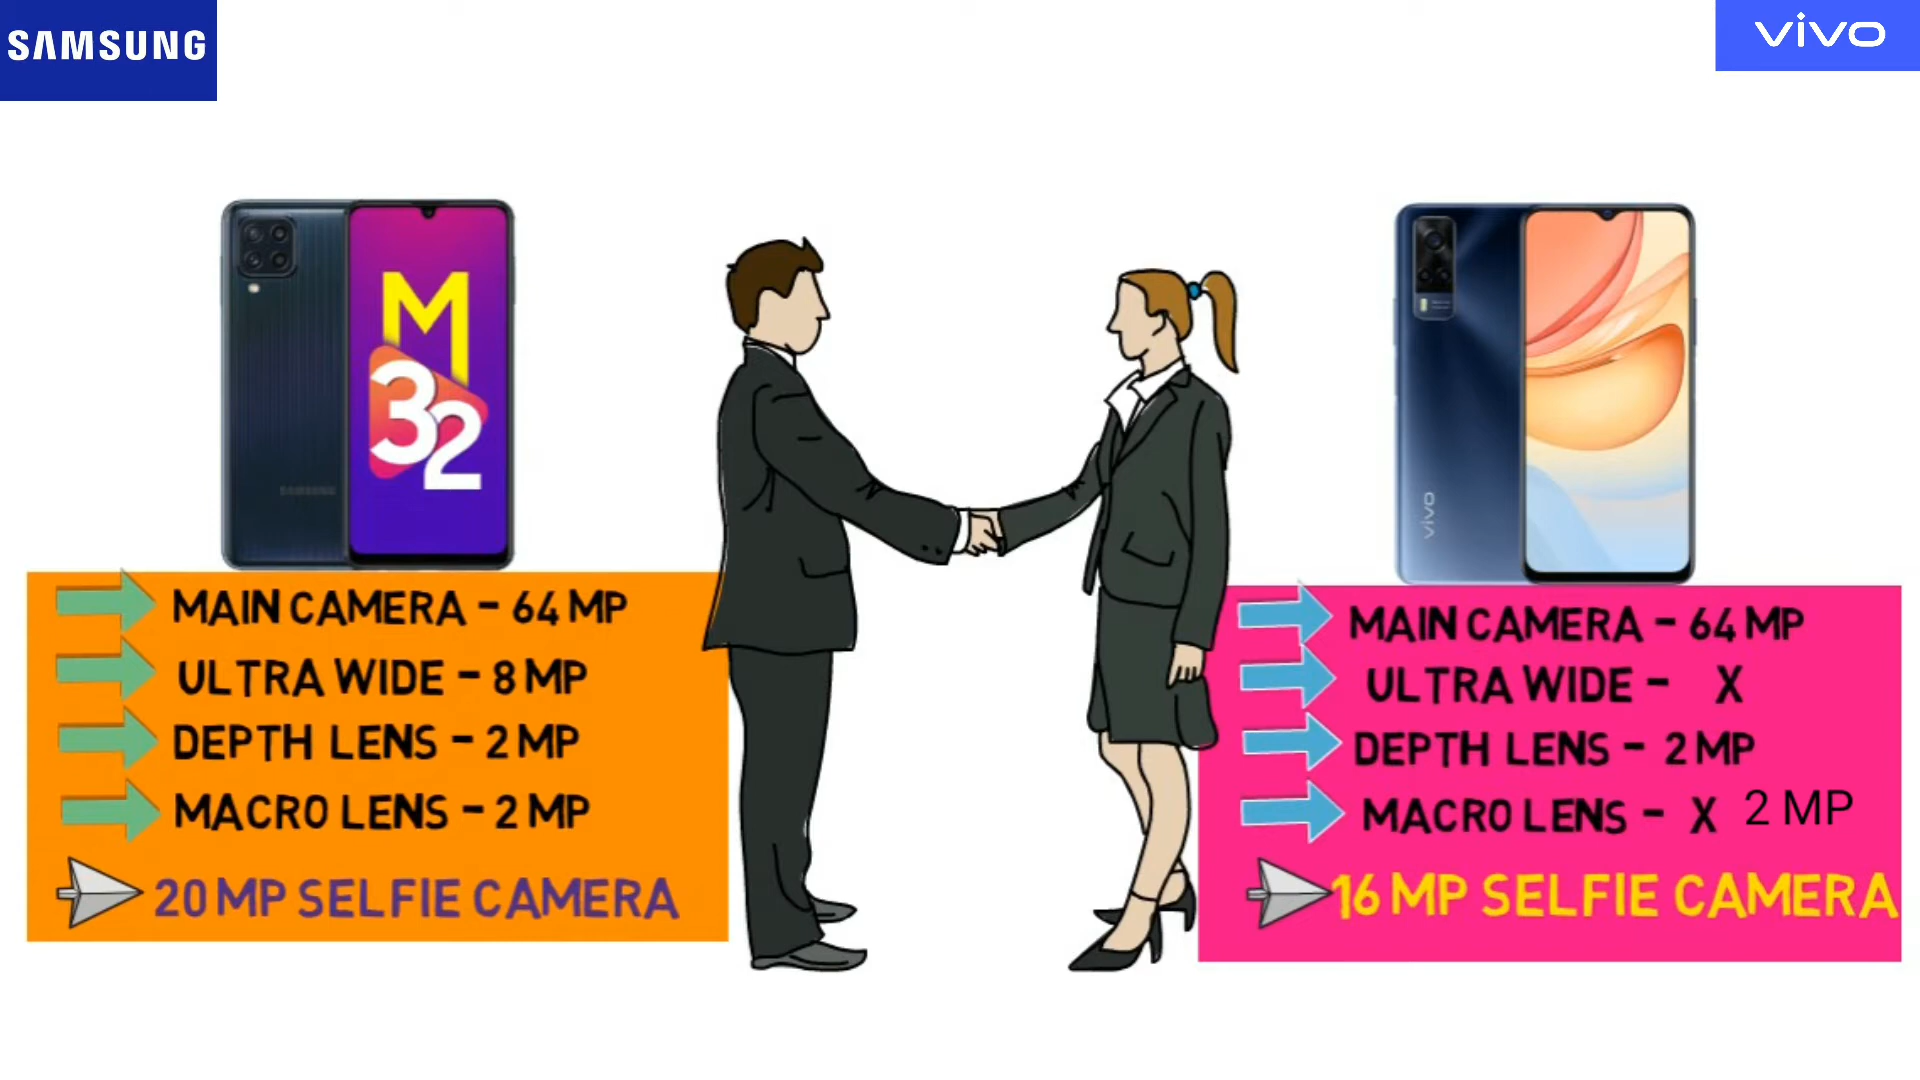 SAMSUNG
vivo
M
32
SAMSUNG
vivo
MAIN CAMERA - 64 MP
ULTRA WIDE - 8 MP
DEPTH LENS - 2 MP
MACRO LENS - 2 MP
20 MP SELFIE CAMERA
MAIN CAMERA - 64 MP
ULTRA WIDE - X
DEPTH LENS - 2 MP
MACRO LENS - X 2 MP
16 MP SELFIE CAMERA